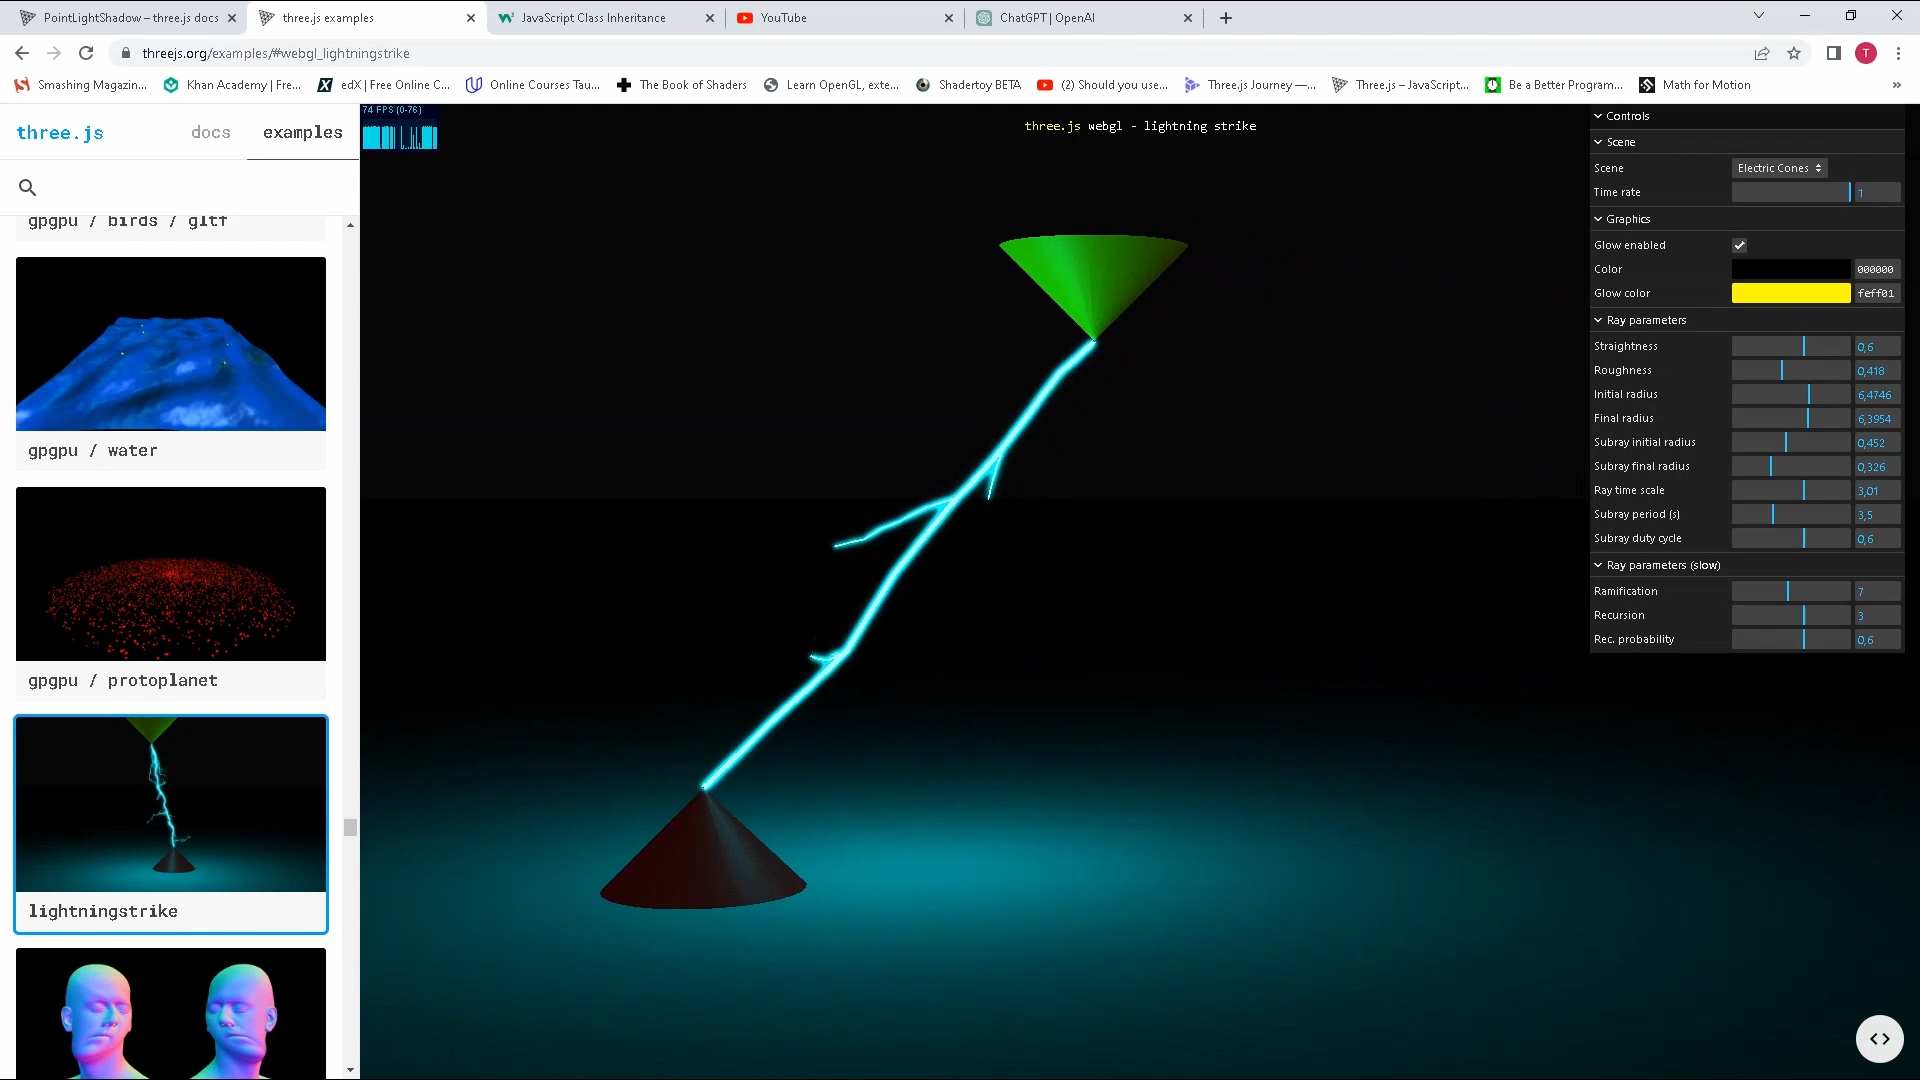 PointLightShadow – three.js docs
three.js examples
JavaScript Class Inheritance
YouTube
ChatGPT | OpenAI
threejs.org/examples/#webgl_lightningstrike
T
Smashing Magazin...
Khan Academy | Fre...
edX | Free Online C...
Online Courses Tau...
The Book of Shaders
Learn OpenGL, exte...
Shadertoy BETA
(2) Should you use...
Three.js Journey —...
Three.js – JavaScript...
Be a Better Program...
Math for Motion
three.js
docs
examples
gpgpu / birds / gltf
gpgpu / water
gpgpu / protoplanet
lightningstrike
74 FPS (0-76)
three.js webgl - lightning strike
Controls
Scene
Scene Electric Cones
Time rate 1
Graphics
Glow enabled
Color 000000
Glow color feff01
Ray parameters
Straightness 0,6
Roughness 0,418
Initial radius 6,4746
Final radius 6,3954
Subray initial radius 0,452
Subray final radius 0,326
Ray time scale 3,01
Subray period (s) 3,5
Subray duty cycle 0,6
Ray parameters (slow)
Ramification 7
Recursion 3
Rec. probability 0,6